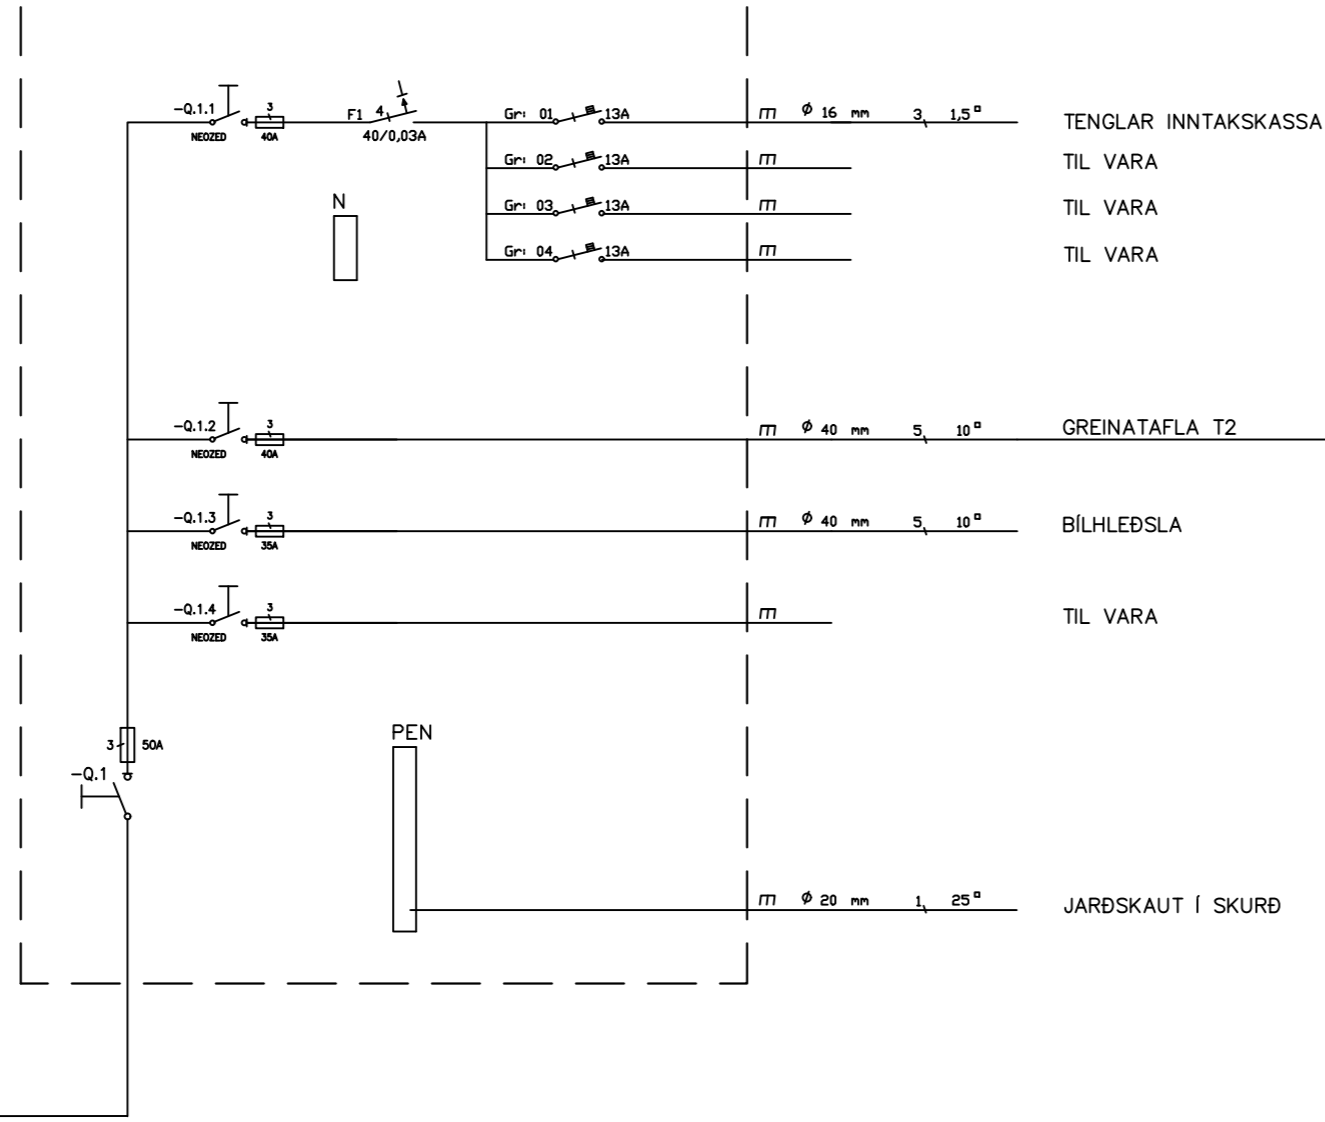 -Q.1.1 3 F1 4 Gr: 01 13A Ø 16 mm 3 1,5□ TENGLAR INNTAKSKASSA
NEOZED 40A 40/0,03A
Gr: 02 13A TIL VARA
N Gr: 03 13A TIL VARA
Gr: 04 13A TIL VARA
-Q.1.2 3 Ø 40 mm 5 10□ GREINATAFLA T2
NEOZED 40A
-Q.1.3 3 Ø 40 mm 5 10□ BÍLHLEÐSLA
NEOZED 35A
-Q.1.4 3 TIL VARA
NEOZED 35A
PEN
3 50A
-Q.1
Ø 20 mm 1 25□ JARÐSKAUT Í SKURÐ